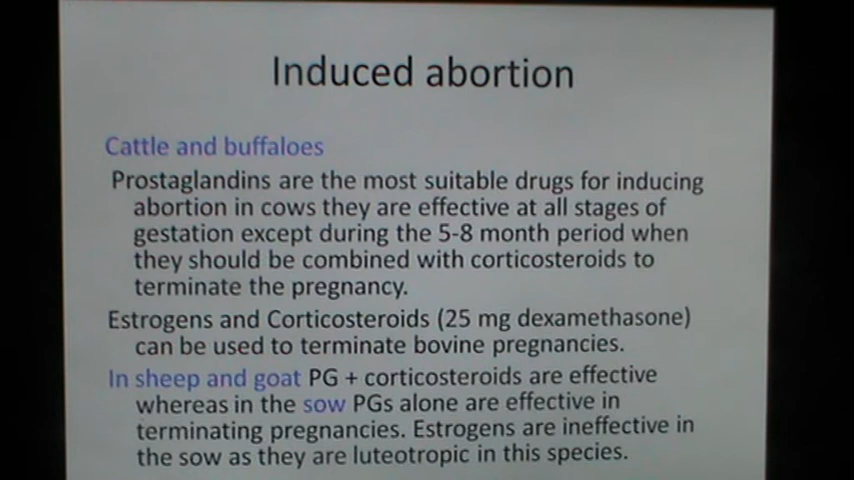 Induced abortion
Cattle and buffaloes
Prostaglandins are the most suitable drugs for inducing
abortion in cows they are effective at all stages of
gestation except during the 5-8 month period when
they should be combined with corticosteroids to
terminate the pregnancy.
Estrogens and Corticosteroids (25 mg dexamethasone)
can be used to terminate bovine pregnancies.
In sheep and goat PG + corticosteroids are effective
whereas in the sow PGs alone are effective in
terminating pregnancies. Estrogens are ineffective in
the sow as they are luteotropic in this species.